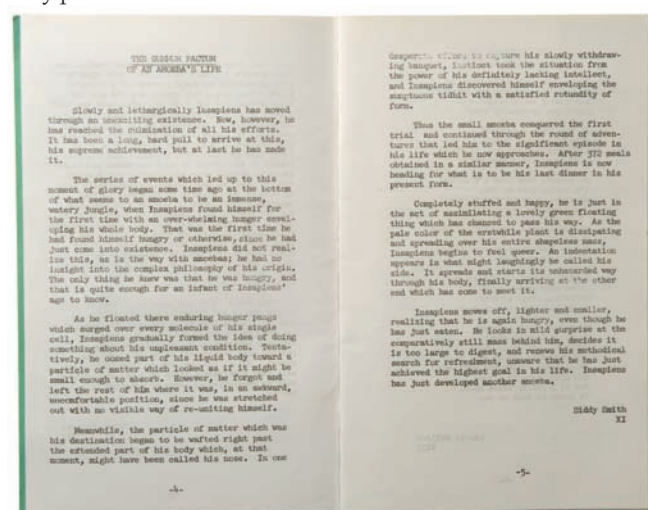 THE SUMMUM FACTUM
OF AN AMOEBA'S LIFE
Slowly and lethargically Insapiens has moved
through an unexciting existence. Now, however, he
has reached the culmination of all his efforts.
It has been a long, hard pull to arrive at this,
his supreme achievement, but at last he has made
it.
The series of events which led up to this
moment of glory began some time ago at the bottom
of what seems to an amoeba to be an immense,
watery jungle, when Insapiens found himself for
the first time with an over-whelming hunger envel-
oping his whole body. That was the first time he
had found himself hungry or otherwise, since he had
just come into existence. Insapiens did not real-
ize this, as is the way with amoebas; he had no
insight into the complex philosophy of his origin.
The only thing he knew was that he was hungry, and
that is quite enough for an infant of Insapiens'
age to know.
As he floated there enduring hunger pangs
which surged over every molecule of his single
cell, Insapiens gradually formed the idea of doing
something about his unpleasant condition. Tenta-
tively, he oozed part of his liquid body toward a
particle of matter which looked as if it might be
small enough to absorb. However, he forgot and
left the rest of him where it was, in an awkward,
uncomfortable position, since he was stretched
out with no visible way of re-uniting himself.
Meanwhile, the particle of matter which was
his destination began to be wafted right past
the extended part of his body which, at that
moment, might have been called his nose. In one
-4-
desperate effort to capture his slowly withdraw-
ing banquet, instinct took the situation from
the power of his definitely lacking intellect,
and Insapiens discovered himself enveloping the
sumptuous tidbit with a satisfied rotundity of
form.
Thus the small amoeba conquered the first
trial and continued through the round of adven-
tures that led him to the significant episode in
his life which he now approaches. After 372 meals
obtained in a similar manner, Insapiens is now
heading for what is to be his last dinner in his
present form.
Completely stuffed and happy, he is just in
the act of assimilating a lovely green floating
thing which has chanced to pass his way. As the
pale color of the erstwhile plant is dissipating
and spreading over his entire shapeless mass,
Insapiens begins to feel queer. An indentation
appears in what might laughingly be called his
side. It spreads and starts its unheralded way
through his body, finally arriving at the other
end which has come to meet it.
Insapiens moves off, lighter and smaller,
realizing that he is again hungry, even though he
has just eaten. He looks in mild surprise at the
comparatively still mass behind him, decides it
is too large to digest, and renews his methodical
search for refreshment, unaware that he has just
achieved the highest goal in his life. Insapiens
has just developed another amoeba.
Diddy Smith
XI
-5-